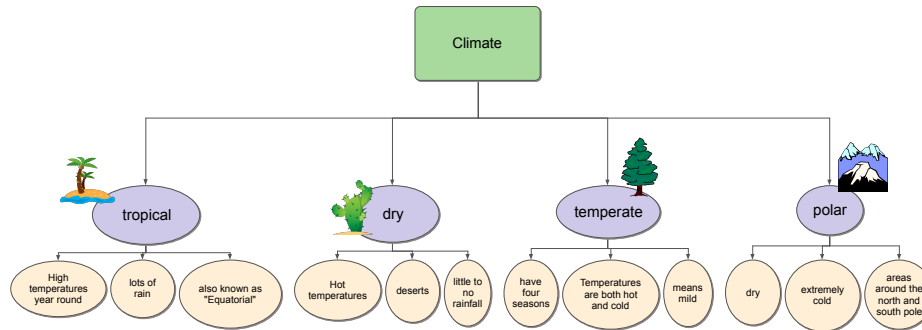 Climate
tropical
dry
temperate
polar
High
temperatures
year round
lots of
rain
also known as
"Equatorial"
Hot
temperatures
deserts
little to
no
rainfall
have
four
seasons
Temperatures
are both hot
and cold
means
mild
dry
extremely
cold
areas
around the
north and
south pole